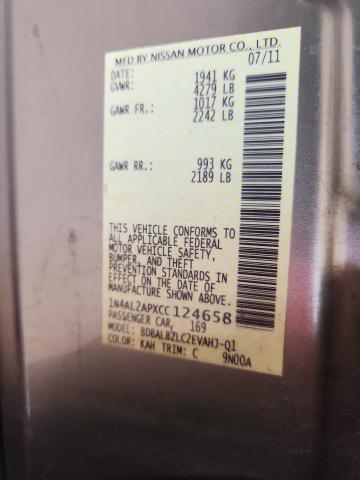 MFD BY NISSAN MOTOR CO., LTD.
DATE: 07/11
GVWR: 1941 KG
4279 LB
GAWR FR.: 1017 KG
2242 LB
GAWR RR.: 993 KG
2189 LB
THIS VEHICLE CONFORMS TO
ALL APPLICABLE FEDERAL
MOTOR VEHICLE SAFETY,
BUMPER, AND THEFT
PREVENTION STANDARDS IN
EFFECT ON THE DATE OF
MANUFACTURE SHOWN ABOVE.
1N4AL2APXCC124658
PASSENGER CAR, 169
MODEL: BDBALBZLC2EVAHJ-Q1
COLOR: KAH TRIM: C 9N00A